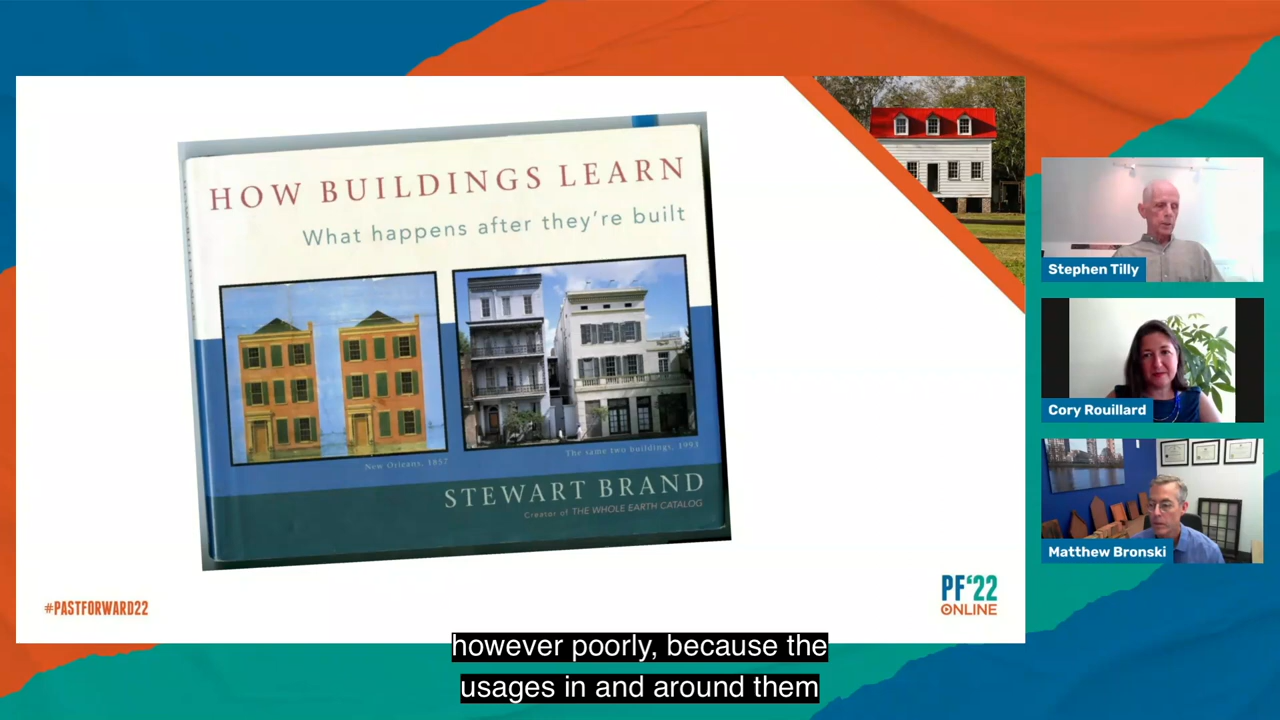 HOW BUILDINGS LEARN
What happens after they're built
New Orleans, 1857
The same two buildings, 1993
STEWART BRAND
Creator of THE WHOLE EARTH CATALOG
#PASTFORWARD22
PF'22
ONLINE
Stephen Tilly
Cory Rouillard
Matthew Bronski
however poorly, because the
usages in and around them